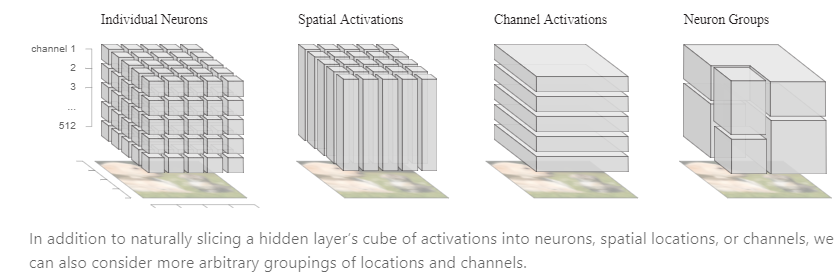 Individual Neurons
Spatial Activations
Channel Activations
Neuron Groups
channel 1
2
3
...
512
In addition to naturally slicing a hidden layer's cube of activations into neurons, spatial locations, or channels, we
can also consider more arbitrary groupings of locations and channels.